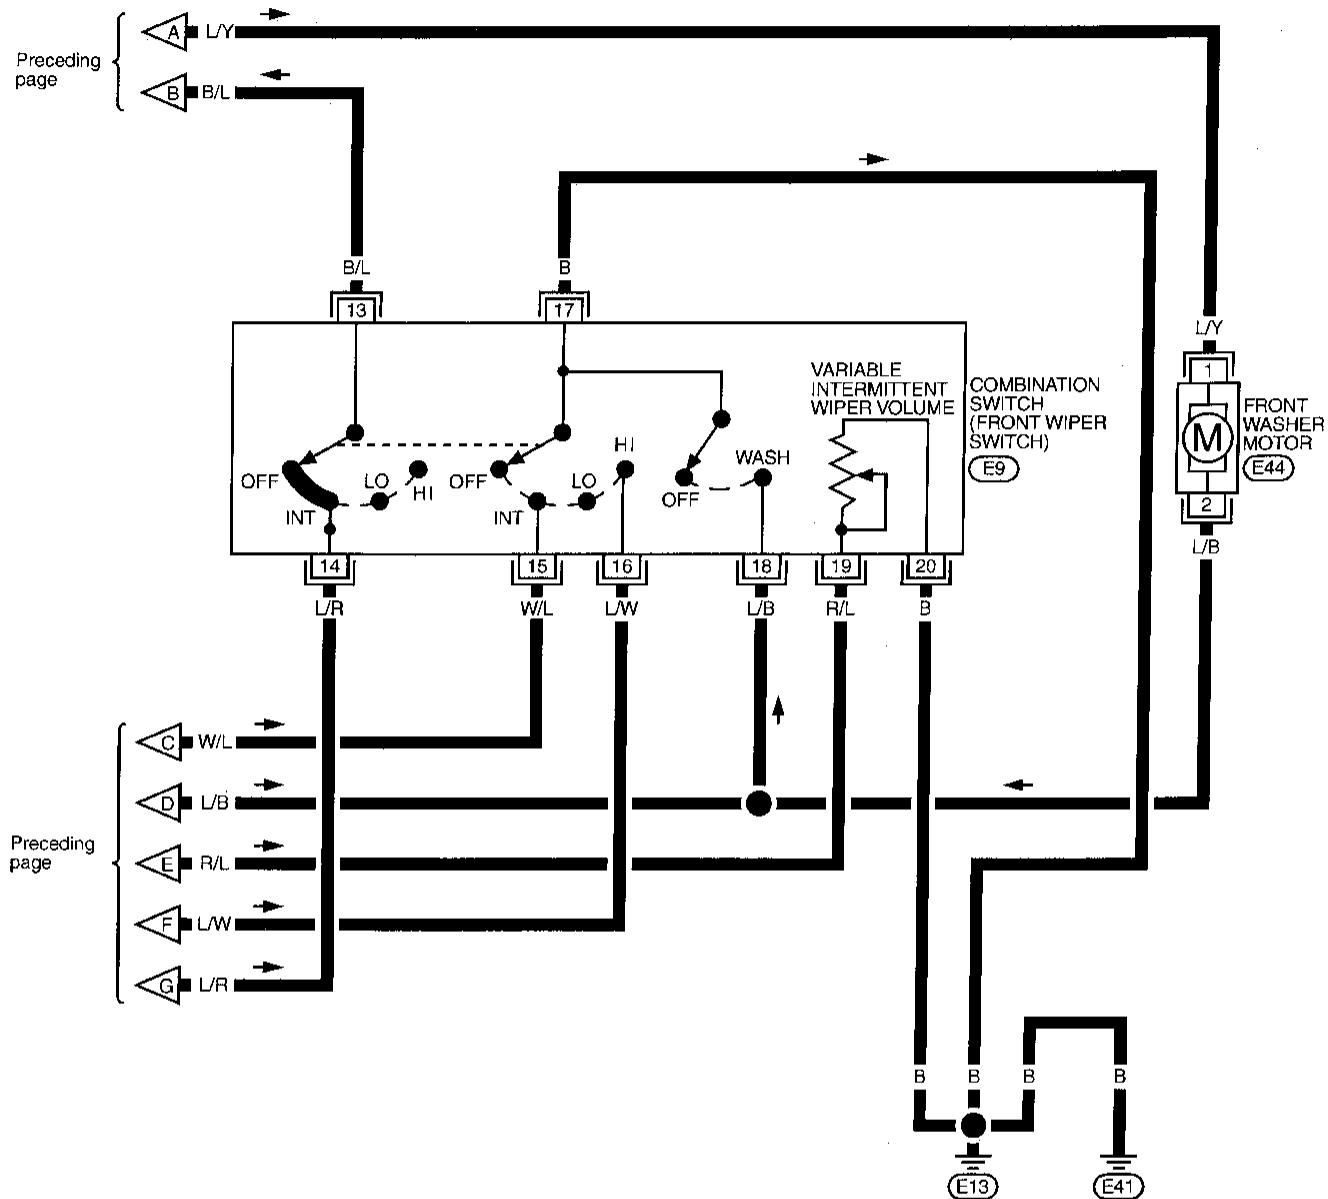 A L/Y
Preceding
page
B B/L
B/L
B
13
17
L/Y
1
VARIABLE
INTERMITTENT
WIPER VOLUME
COMBINATION
SWITCH
(FRONT WIPER
SWITCH)
E9
FRONT
WASHER
MOTOR
E44
M
2
L/B
OFF
INT
LO
HI
OFF
INT
LO
HI
OFF
WASH
14
15
16
18
19
20
L/R
W/L
L/W
L/B
R/L
B
C W/L
D L/B
Preceding
page
E R/L
F L/W
G L/R
B
B
B
B
E13
E41